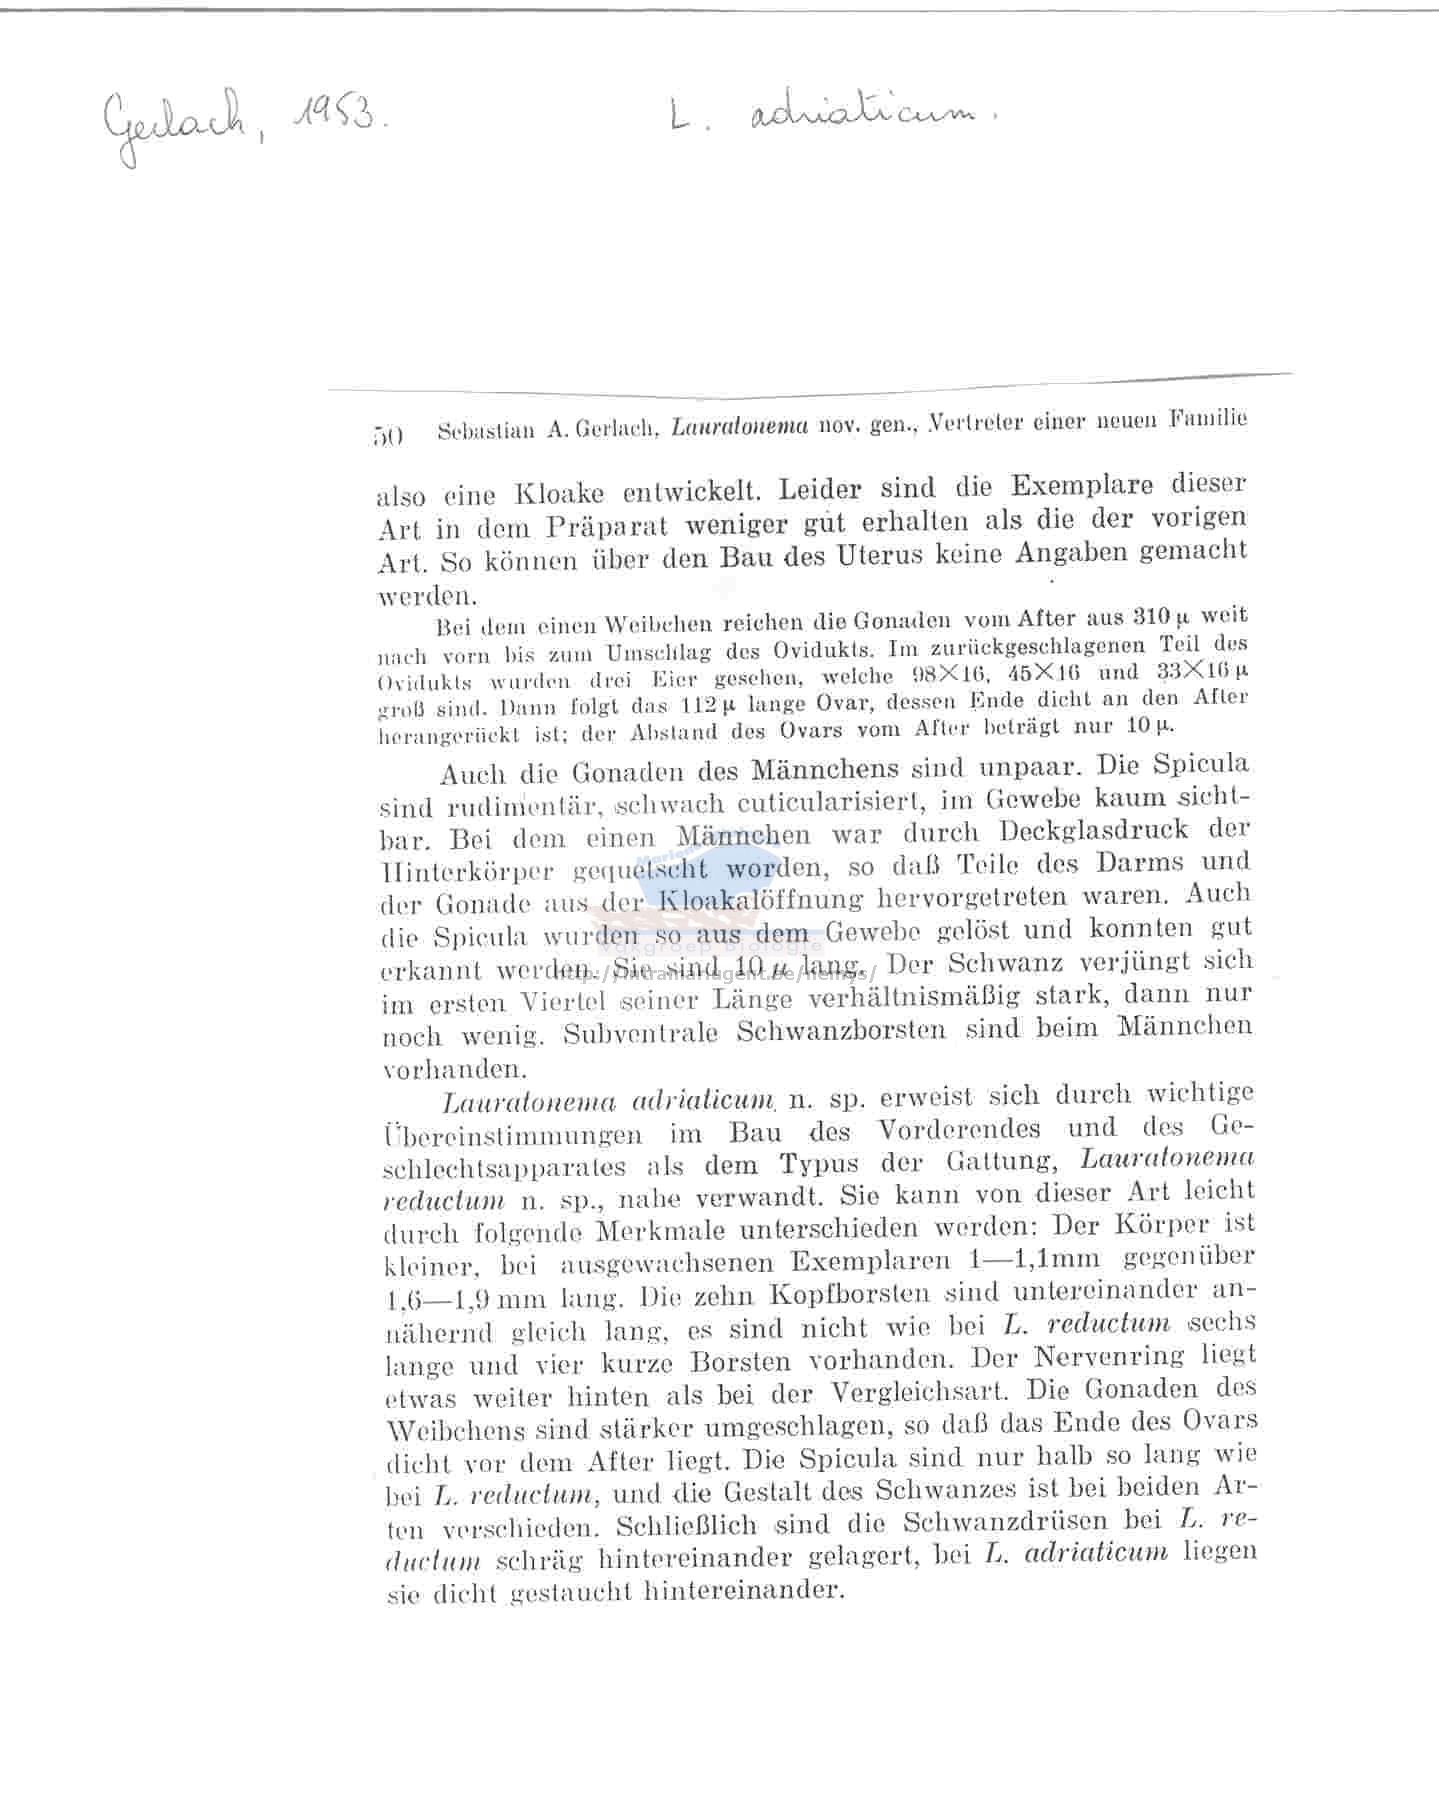 Gerlach, 1953. L. adriaticum.
50 Sebastian A. Gerlach, Lauratonema nov. gen., Vertreter einer neuen Familie
also eine Kloake entwickelt. Leider sind die Exemplare dieser
Art in dem Präparat weniger gut erhalten als die der vorigen
Art. So können über den Bau des Uterus keine Angaben gemacht
werden.
Bei dem einen Weibchen reichen die Gonaden vom After aus 310 µ weit
nach vorn bis zum Umschlag des Ovidukts. Im zurückgeschlagenen Teil des
Ovidukts wurden drei Eier gesehen, welche 98×16, 45×16 und 33×16 µ
groß sind. Dann folgt das 112 µ lange Ovar, dessen Ende dicht an den After
herangerückt ist; der Abstand des Ovars vom After beträgt nur 10 µ.
Auch die Gonaden des Männchens sind unpaar. Die Spicula
sind rudimentär, schwach cuticularisiert, im Gewebe kaum sicht-
bar. Bei dem einen Männchen war durch Deckglasdruck der
Hinterkörper gequetscht worden, so daß Teile des Darms und
der Gonade aus der Kloakalöffnung hervorgetreten waren. Auch
die Spicula wurden so aus dem Gewebe gelöst und konnten gut
Vakgroep Biologie
erkannt werden. Sie sind 10 µ lang. Der Schwanz verjüngt sich
im ersten Viertel seiner Länge verhältnismäßig stark, dann nur
noch wenig. Subventrale Schwanzborsten sind beim Männchen
vorhanden.
Lauratonema adriaticum n. sp. erweist sich durch wichtige
Übereinstimmungen im Bau des Vorderendes und des Ge-
schlechtsapparates als dem Typus der Gattung, Lauratonema
reductum n. sp., nahe verwandt. Sie kann von dieser Art leicht
durch folgende Merkmale unterschieden werden: Der Körper ist
kleiner, bei ausgewachsenen Exemplaren 1—1,1mm gegenüber
1,6—1,9 mm lang. Die zehn Kopfborsten sind untereinander an-
nähernd gleich lang, es sind nicht wie bei L. reductum sechs
lange und vier kurze Borsten vorhanden. Der Nervenring liegt
etwas weiter hinten als bei der Vergleichsart. Die Gonaden des
Weibchens sind stärker umgeschlagen, so daß das Ende des Ovars
dicht vor dem After liegt. Die Spicula sind nur halb so lang wie
bei L. reductum, und die Gestalt des Schwanzes ist bei beiden Ar-
ten verschieden. Schließlich sind die Schwanzdrüsen bei L. re-
ductum schräg hintereinander gelagert, bei L. adriaticum liegen
sie dicht gestaucht hintereinander.